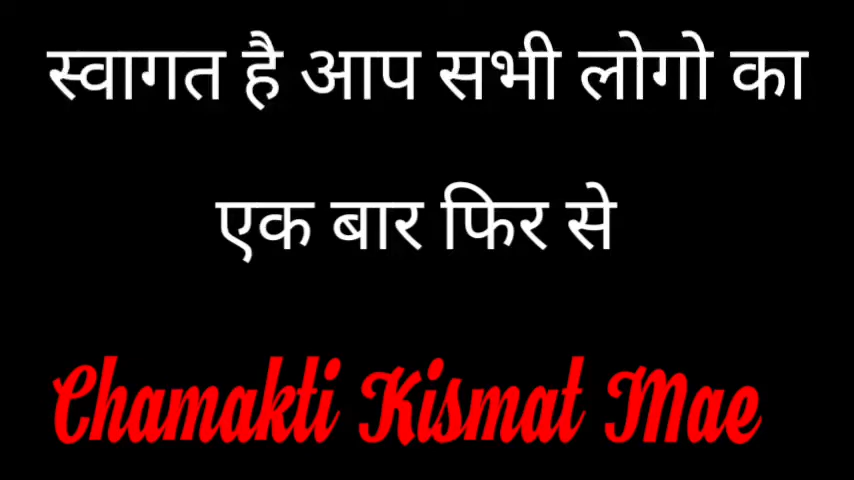 स्वागत है आप सभी लोगो का
एक बार फिर से
Chamakti Kismat Mae